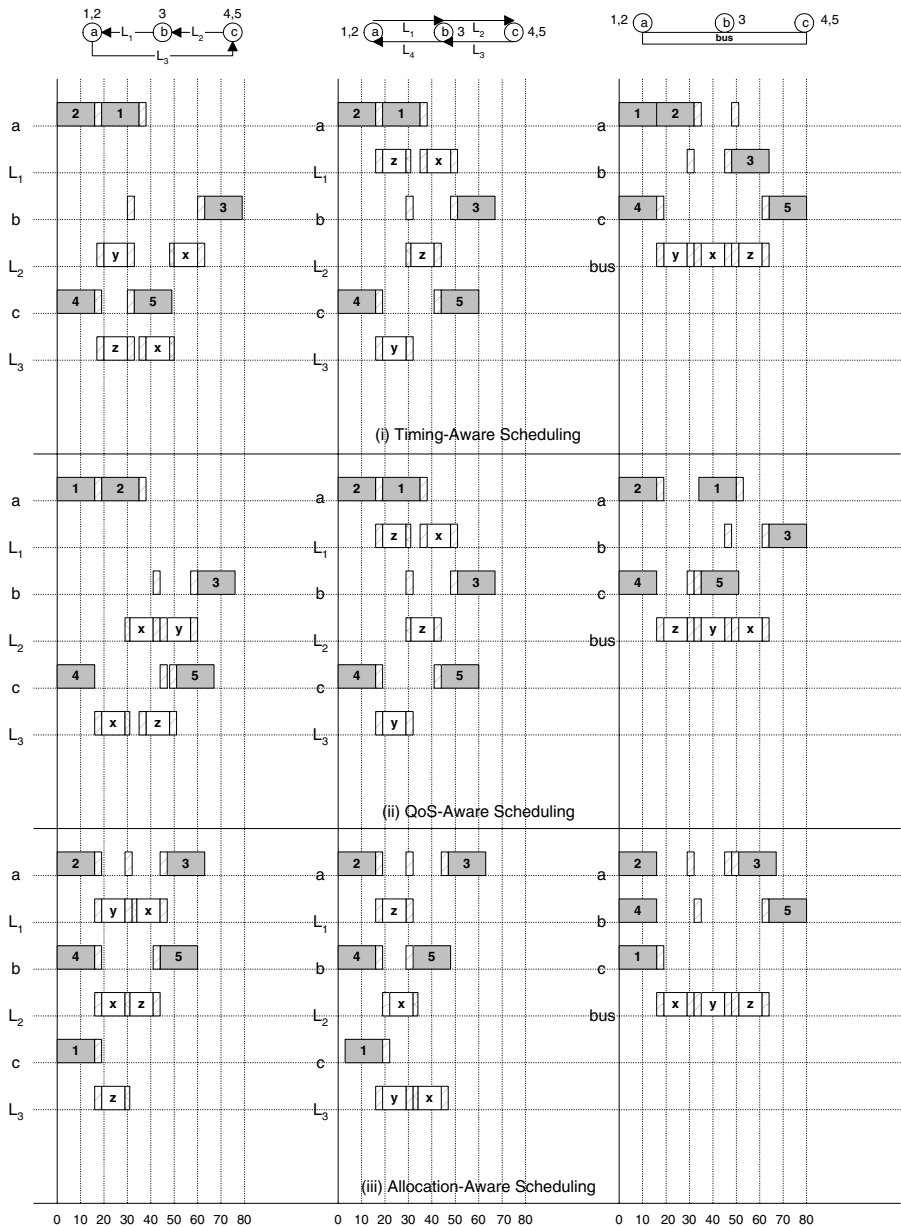 1,2 3 4,5
a L1 b L2 c
L3
1,2 a L1 b 3 L2 c 4,5
L4 L3
1,2 a b 3 c 4,5
bus
a 2 1
L1
b 3
L2 y x
c 4 5
L3 z x
a 2 1
L1 z x
b 3
L2 z
c 4 5
L3 y
a 1 2
b 3
c 4 5
bus y x z
(i) Timing-Aware Scheduling
a 1 2
L1
b 3
L2 x y
c 4 5
L3 x z
a 2 1
L1 z x
b 3
L2 z
c 4 5
L3 y
a 2 1
b 3
c 4 5
bus z y x
(ii) QoS-Aware Scheduling
a 2 3
L1 y x
b 4 5
L2 x z
c 1
L3 z
a 2 3
L1 z
b 4 5
L2 x
c 1
L3 y x
a 2 3
b 4 5
c 1
bus x y z
(iii) Allocation-Aware Scheduling
0 10 20 30 40 50 60 70 80
0 10 20 30 40 50 60 70 80
0 10 20 30 40 50 60 70 80